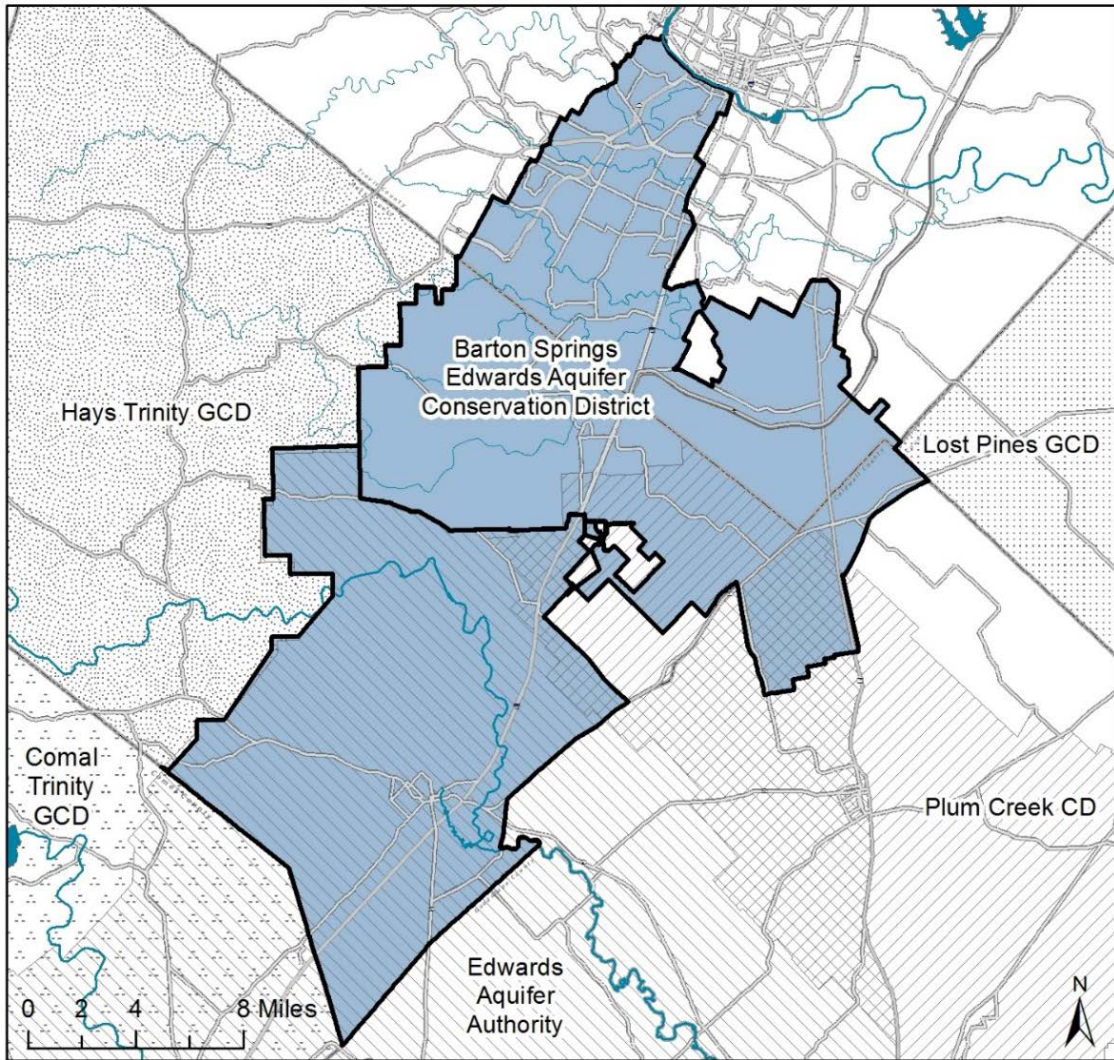 Barton Springs
Edwards Aquifer
Conservation District
Hays Trinity GCD
Lost Pines GCD
Comal
Trinity
GCD
Plum Creek CD
Edwards
Aquifer
Authority
N
0 2 4 8 Miles